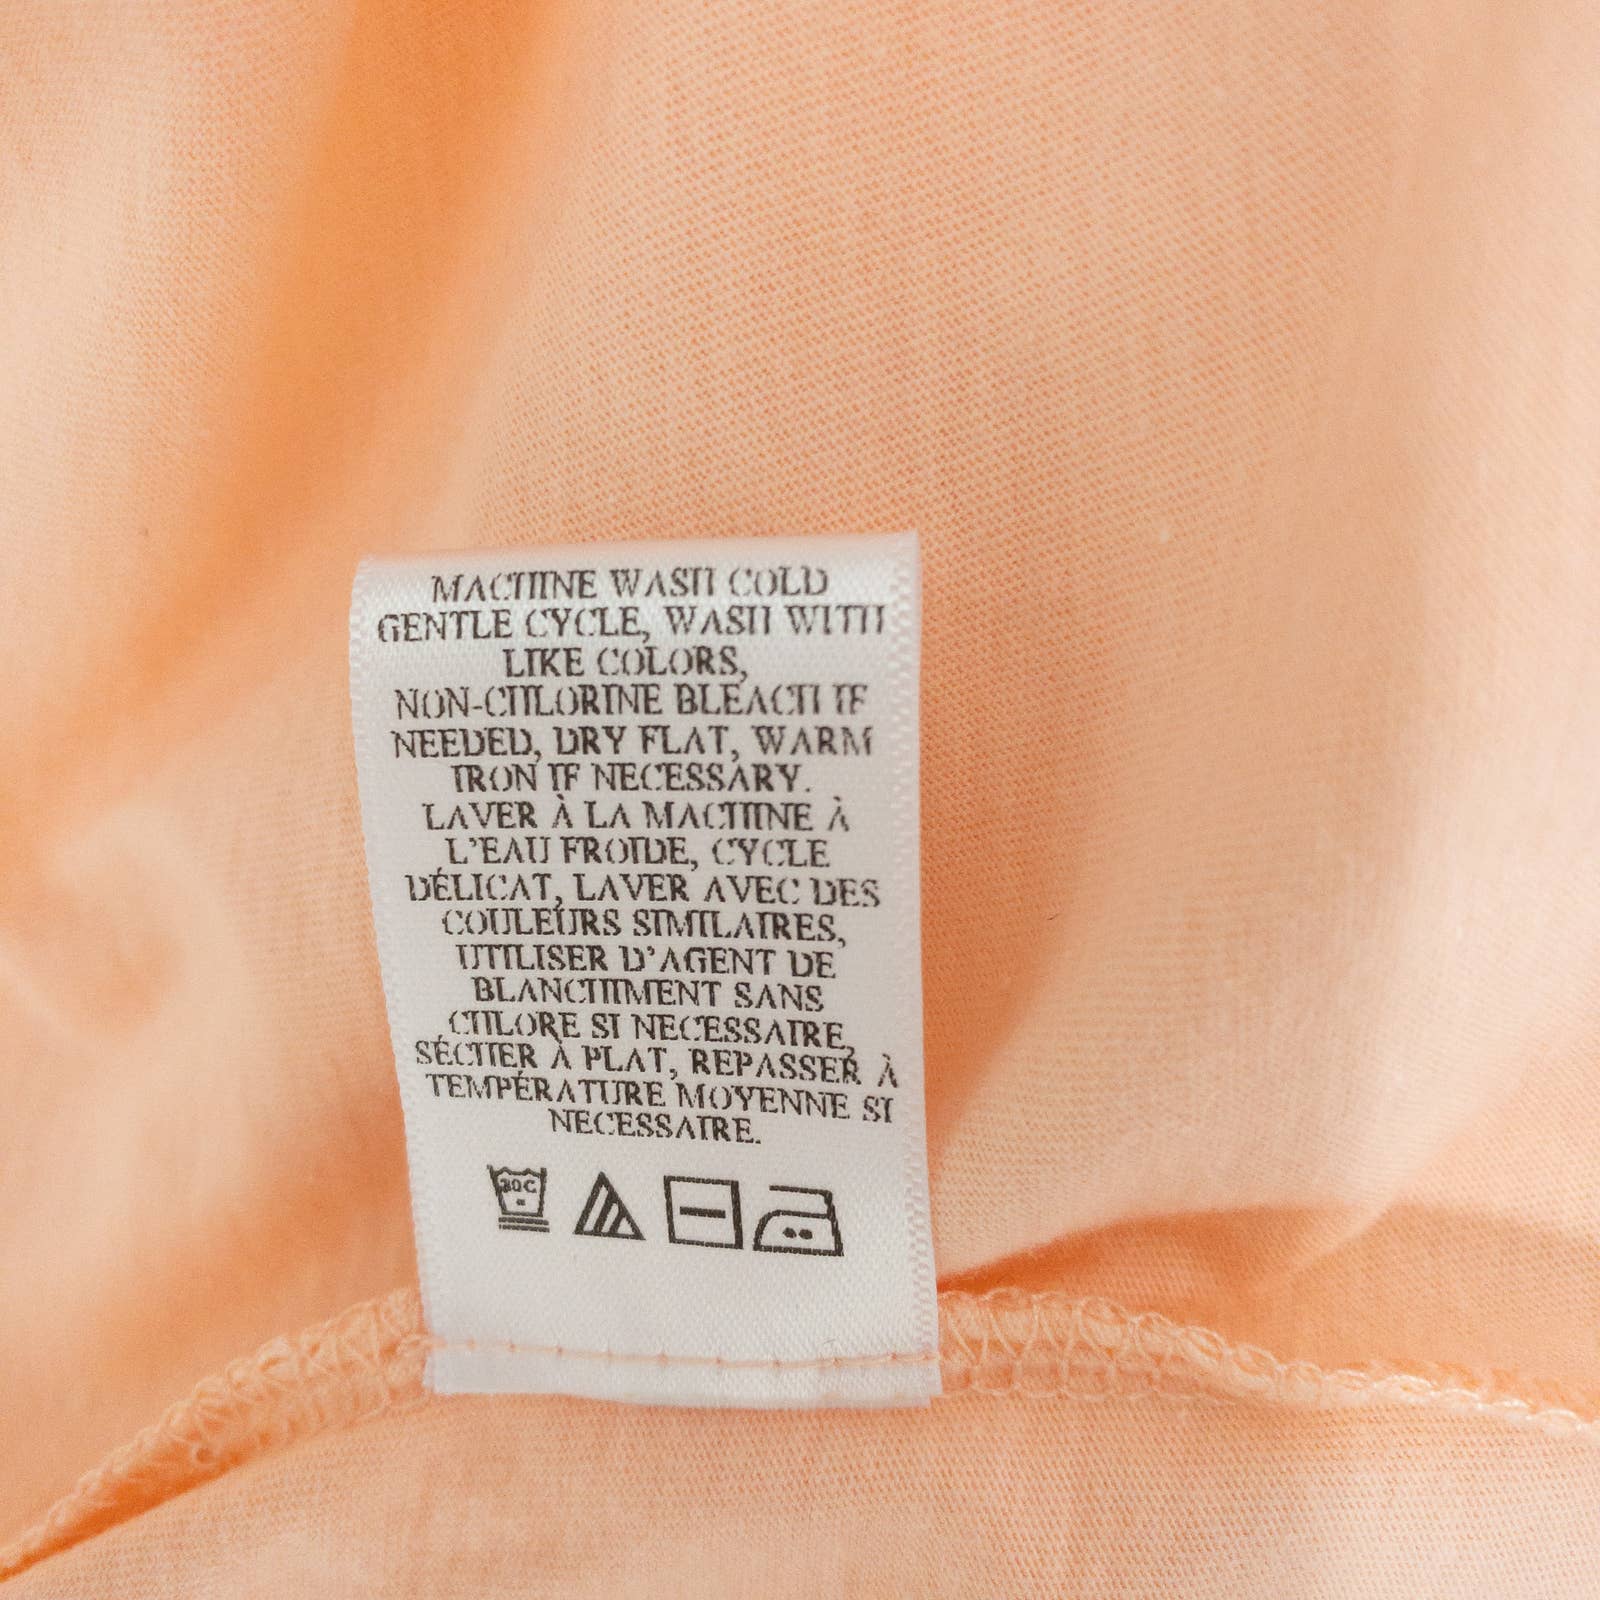 MACHINE WASH COLD
GENTLE CYCLE, WASH WITH
LIKE COLORS,
NON-CHLORINE BLEACH IF
NEEDED, DRY FLAT, WARM
IRON IF NECESSARY.
LAVER À LA MACHINE À
L'EAU FROIDE, CYCLE
DÉLICAT, LAVER AVEC DES
COULEURS SIMILAIRES,
UTILISER D'AGENT DE
BLANCHIMENT SANS
CHLORE SI NECESSAIRE,
SÉCHER À PLAT, REPASSER À
TEMPÉRATURE MOYENNE SI
NECESSAIRE.
30C